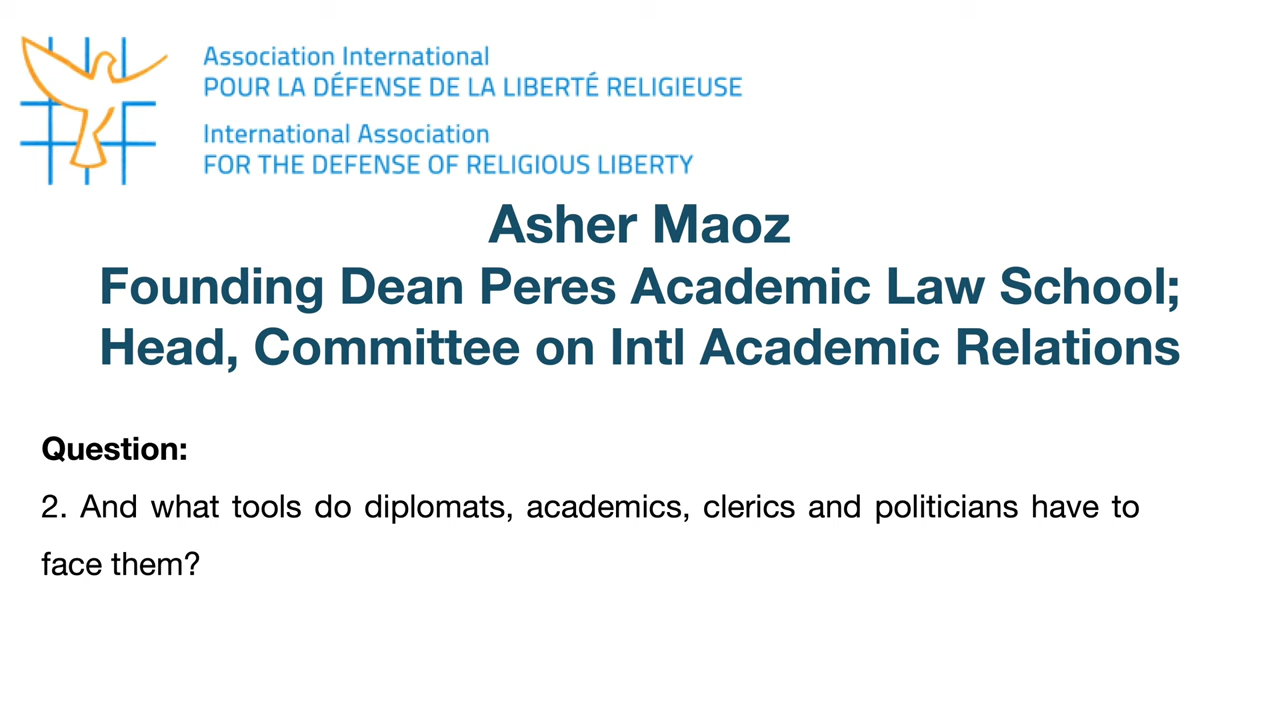 Association International
POUR LA DÉFENSE DE LA LIBERTÉ RELIGIEUSE
International Association
FOR THE DEFENSE OF RELIGIOUS LIBERTY
Asher Maoz
Founding Dean Peres Academic Law School;
Head, Committee on Intl Academic Relations
Question:
2. And what tools do diplomats, academics, clerics and politicians have to
face them?